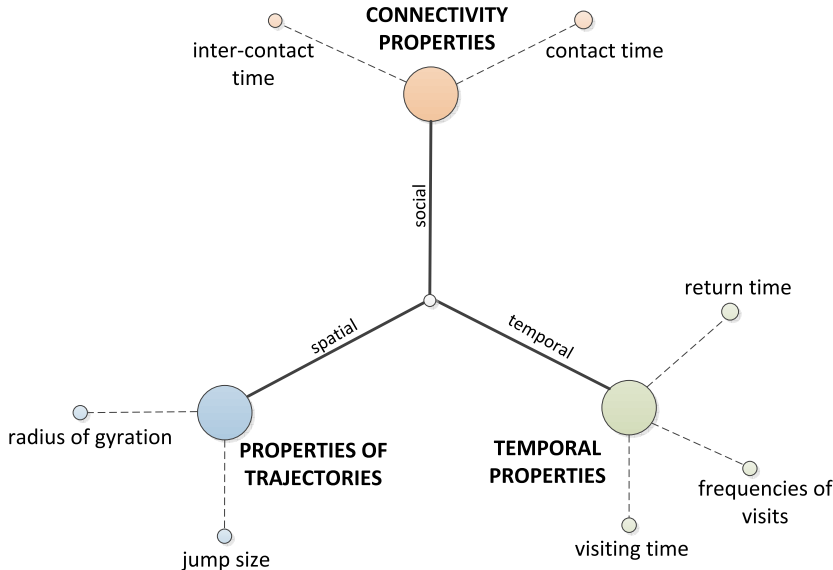 CONNECTIVITY
PROPERTIES
inter-contact
time
contact time
social
spatial
temporal
return time
radius of gyration
PROPERTIES OF
TRAJECTORIES
TEMPORAL
PROPERTIES
frequencies of
visits
jump size
visiting time